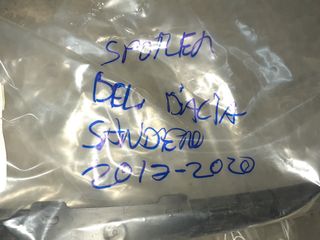 SPOILER
DEL. DACIA
SANDERO
2012-2020